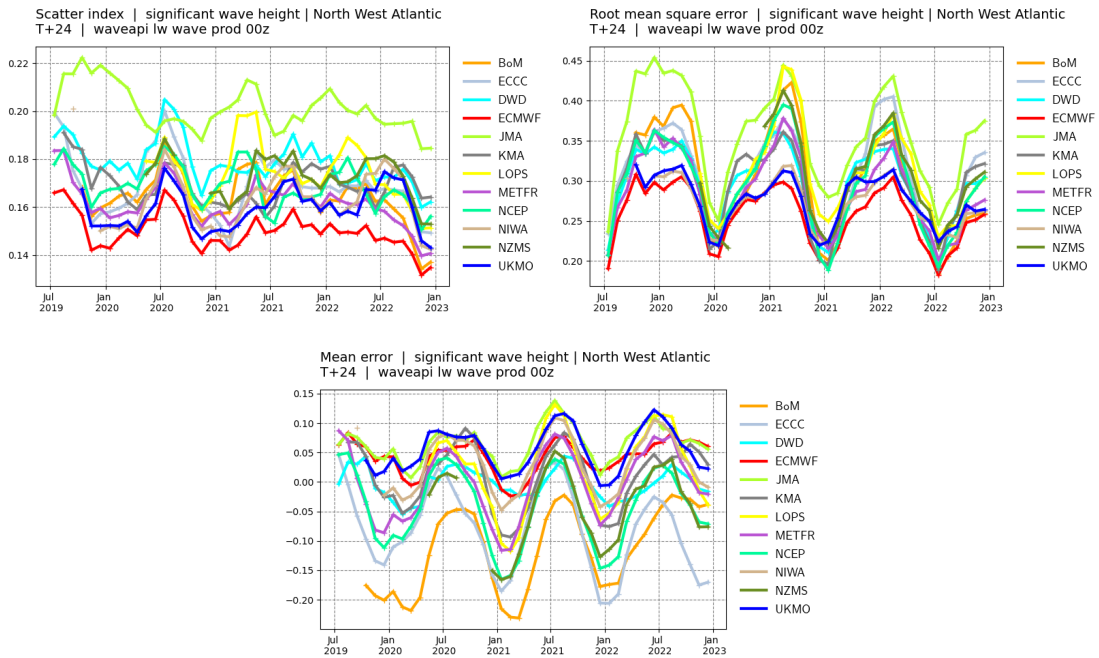 Scatter index | significant wave height | North West Atlantic
T+24 | waveapi lw wave prod 00z
0.22
0.20
0.18
0.16
0.14
Jul
2019
Jan
2020
Jul
2020
Jan
2021
Jul
2021
Jan
2022
Jul
2022
Jan
2023
BoM
ECCC
DWD
ECMWF
JMA
KMA
LOPS
METFR
NCEP
NIWA
NZMS
UKMO
Root mean square error | significant wave height | North West Atlantic
T+24 | waveapi lw wave prod 00z
0.45
0.40
0.35
0.30
0.25
0.20
Jul
2019
Jan
2020
Jul
2020
Jan
2021
Jul
2021
Jan
2022
Jul
2022
Jan
2023
BoM
ECCC
DWD
ECMWF
JMA
KMA
LOPS
METFR
NCEP
NIWA
NZMS
UKMO
Mean error | significant wave height | North West Atlantic
T+24 | waveapi lw wave prod 00z
0.15
0.10
0.05
0.00
−0.05
−0.10
−0.15
−0.20
Jul
2019
Jan
2020
Jul
2020
Jan
2021
Jul
2021
Jan
2022
Jul
2022
Jan
2023
BoM
ECCC
DWD
ECMWF
JMA
KMA
LOPS
METFR
NCEP
NIWA
NZMS
UKMO